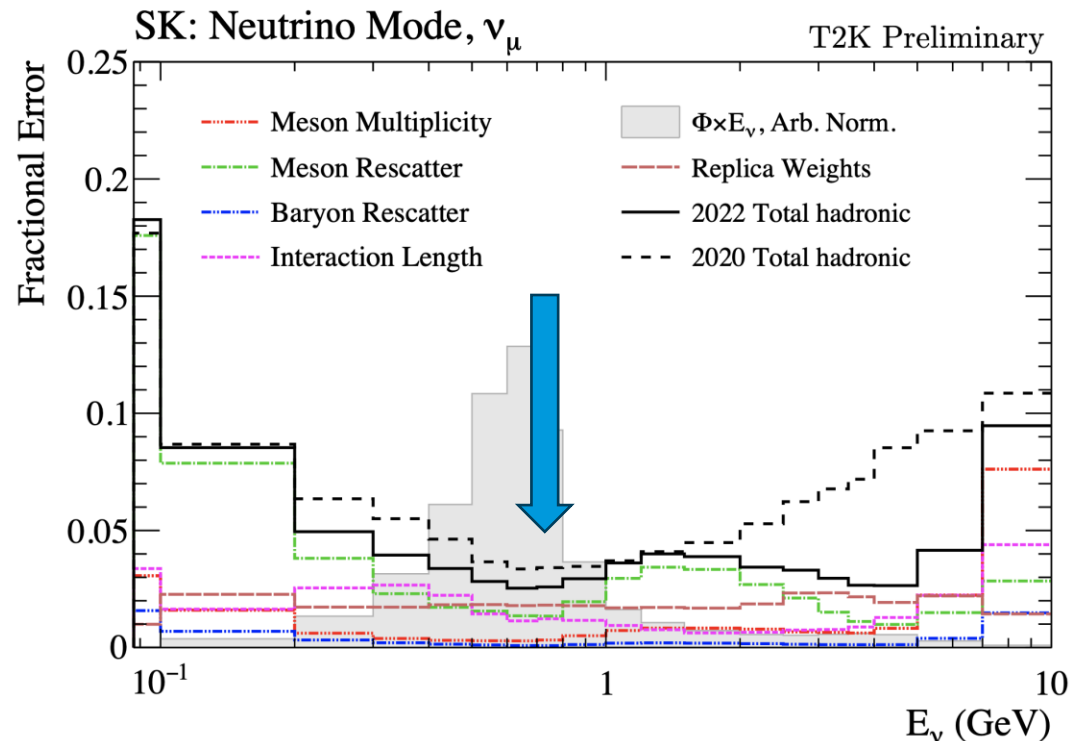 SK: Neutrino Mode, νμ
T2K Preliminary
Fractional Error
0.25
0.2
0.15
0.1
0.05
0
Meson Multiplicity
Meson Rescatter
Baryon Rescatter
Interaction Length
Φ×Eν, Arb. Norm.
Replica Weights
2022 Total hadronic
2020 Total hadronic
10⁻¹
1
10
Eν (GeV)